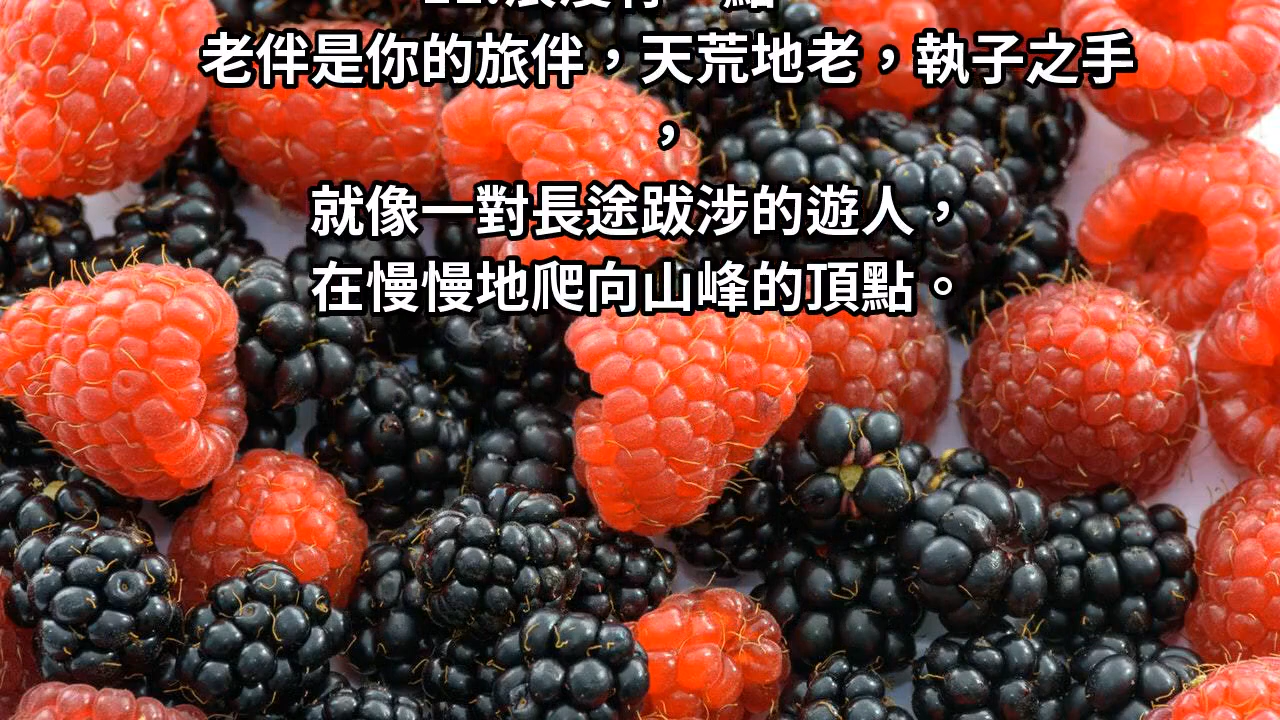 老伴是你的旅伴，天荒地老，執子之手
，
就像一對長途跋涉的遊人，
在慢慢地爬向山峰的頂點。